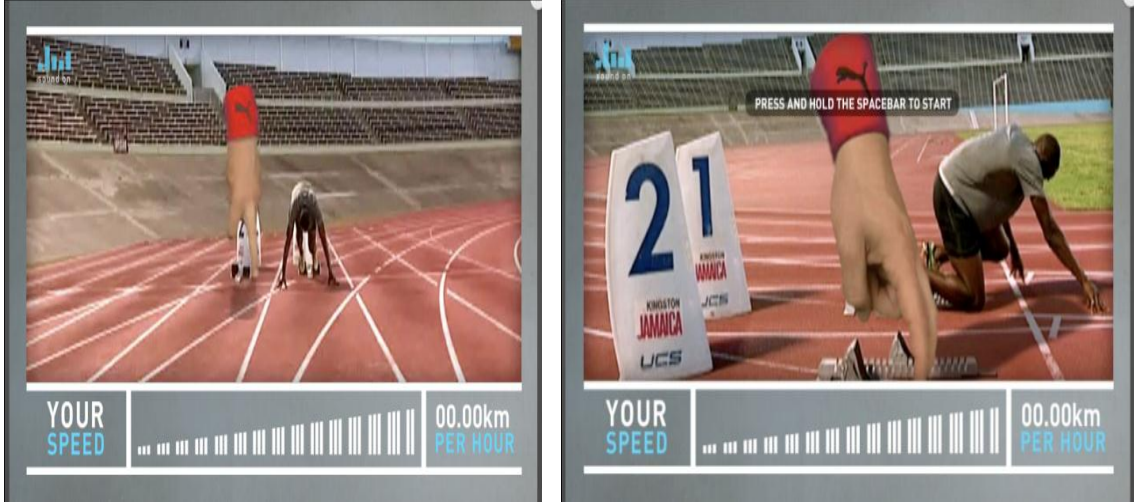 sound on
YOUR
SPEED
00.00km
PER HOUR
sound on
PRESS AND HOLD THE SPACEBAR TO START
2
1
KINGSTON
JAMAICA
UCS
KINGSTON
JAMAICA
UCS
YOUR
SPEED
00.00km
PER HOUR